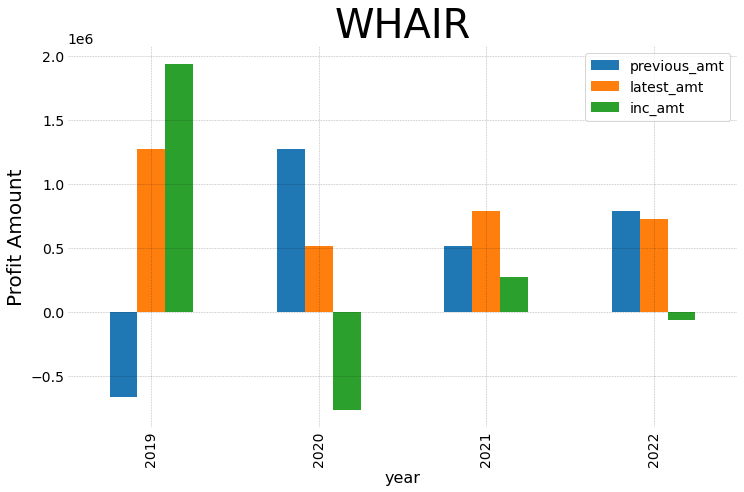 WHAIR
1e6
2.0
1.5
1.0
0.5
0.0
−0.5
Profit Amount
previous_amt
latest_amt
inc_amt
2019
2020
2021
2022
year